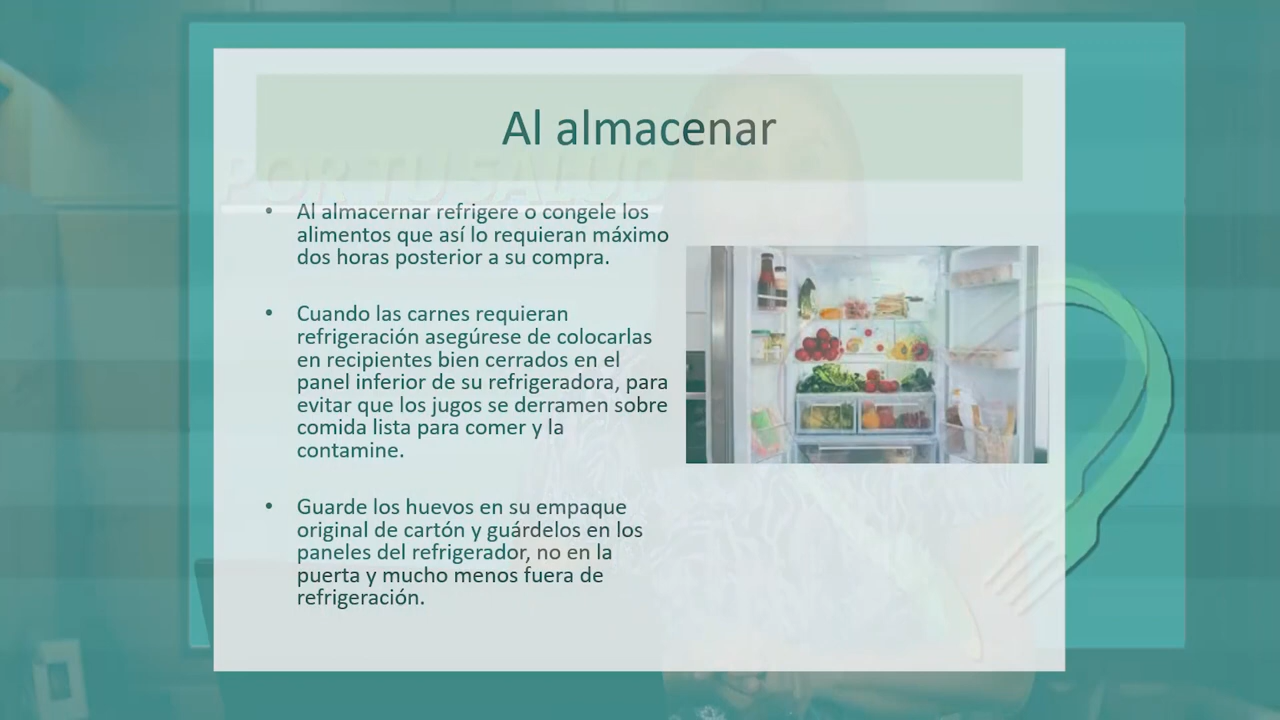 Al almacenar
POR TU SALUD
• Al almacernar refrigere o congele los
alimentos que así lo requieran máximo
dos horas posterior a su compra.
• Cuando las carnes requieran
refrigeración asegúrese de colocarlas
en recipientes bien cerrados en el
panel inferior de su refrigeradora, para
evitar que los jugos se derramen sobre
comida lista para comer y la
contamine.
• Guarde los huevos en su empaque
original de cartón y guárdelos en los
paneles del refrigerador, no en la
puerta y mucho menos fuera de
refrigeración.